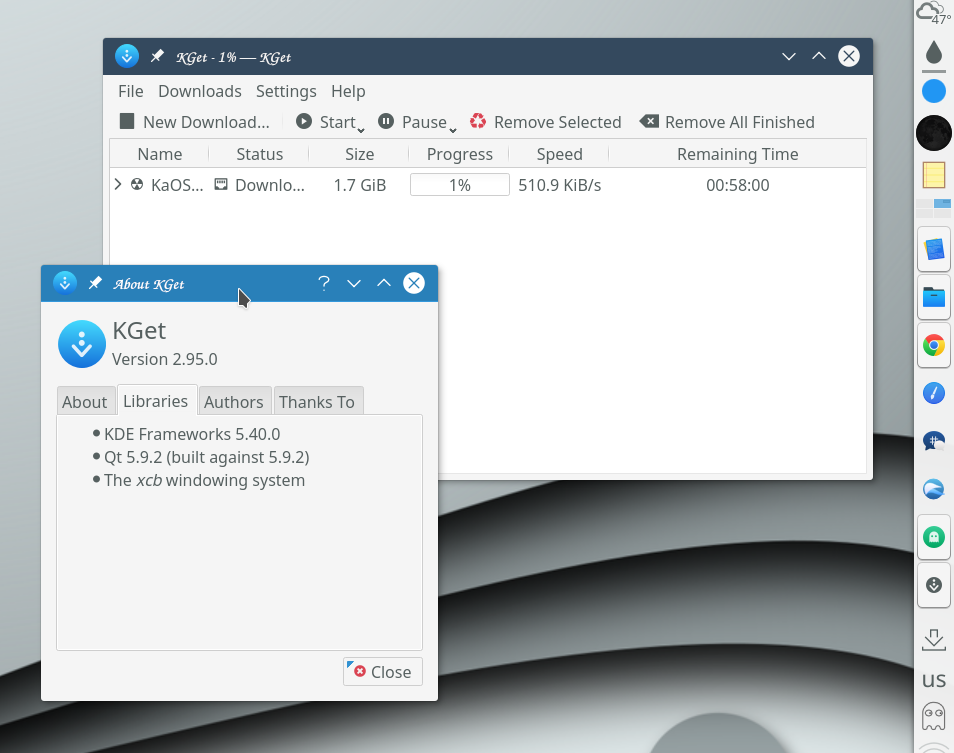 47°
KGet - 1% — KGet
File Downloads Settings Help
New Download... Start Pause Remove Selected Remove All Finished
Name Status Size Progress Speed Remaining Time
KaOS... Downlo... 1.7 GiB 1% 510.9 KiB/s 00:58:00
About KGet
KGet
Version 2.95.0
About Libraries Authors Thanks To
KDE Frameworks 5.40.0
Qt 5.9.2 (built against 5.9.2)
The xcb windowing system
Close
us